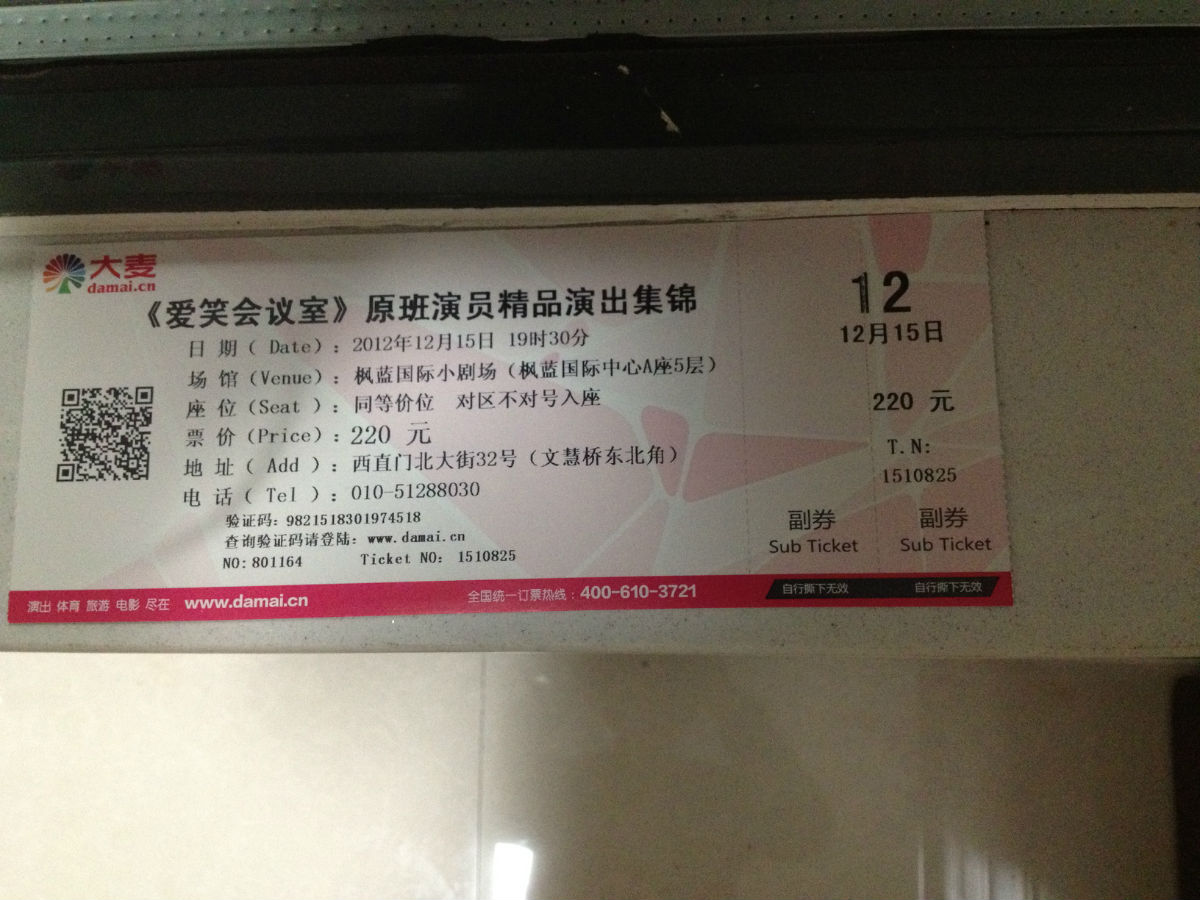 大麦
damai.cn
《爱笑会议室》原班演员精品演出集锦
日 期 ( Date)：2012年12月15日 19时30分
场 馆 (Venue)：枫蓝国际小剧场（枫蓝国际中心A座5层）
座 位 (Seat )：同等价位 对区不对号入座
票 价 (Price)：220 元
地 址 ( Add )：西直门北大街32号（文慧桥东北角）
电 话 ( Tel )：010-51288030
验证码：9821518301974518
查询验证码请登陆：www.damai.cn
NO:801164 Ticket NO: 1510825
演出 体育 旅游 电影 尽在 www.damai.cn
全国统一订票热线：400-610-3721
12
12月15日
220 元
T.N:
1510825
副券 副券
Sub Ticket Sub Ticket
自行撕下无效 自行撕下无效